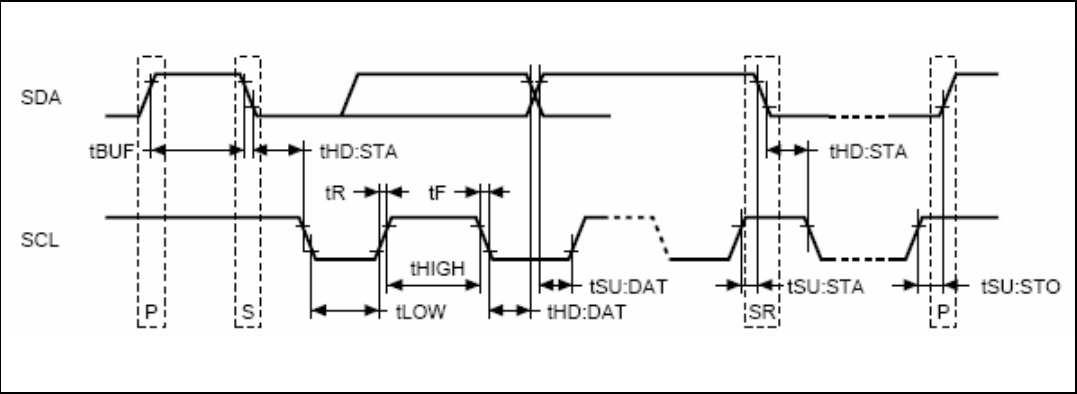 SDA
tBUF tHD:STA tHD:STA
tR tF
SCL
tHIGH
tSU:DAT tSU:STA tSU:STO
P S tLOW tHD:DAT SR P